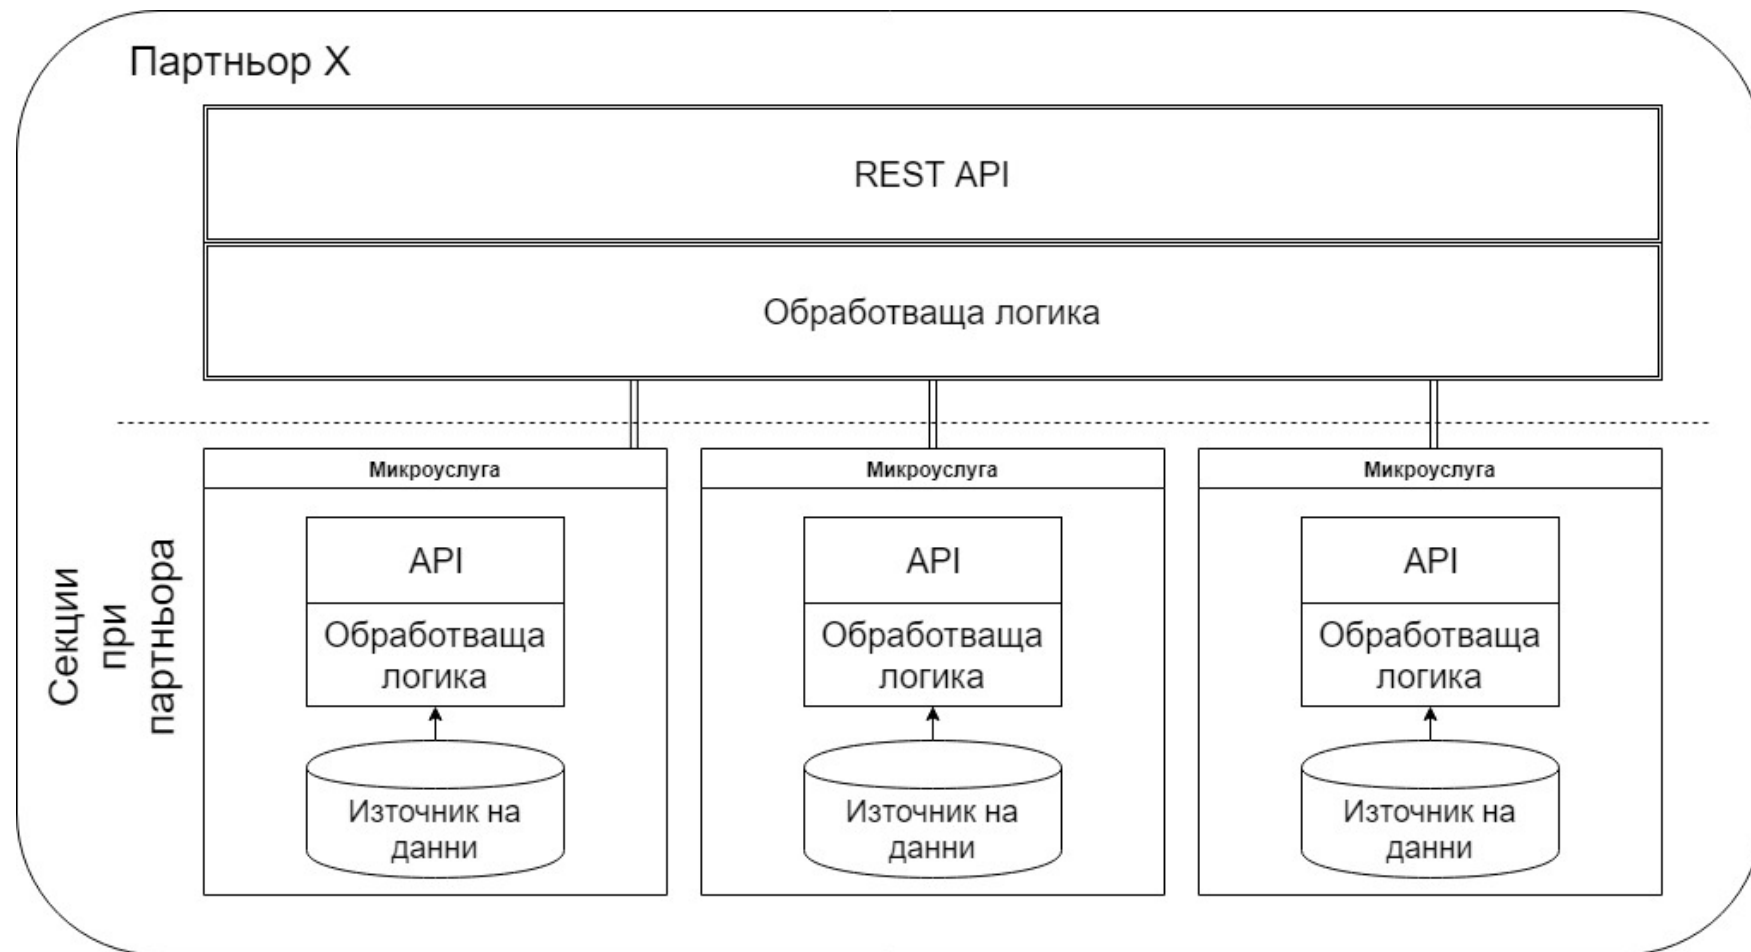 Партньор X
REST API
Обработваща логика
Секции
при
партньора
Микроуслуга
API
Обработваща
логика
Източник на
данни
Микроуслуга
API
Обработваща
логика
Източник на
данни
Микроуслуга
API
Обработваща
логика
Източник на
данни